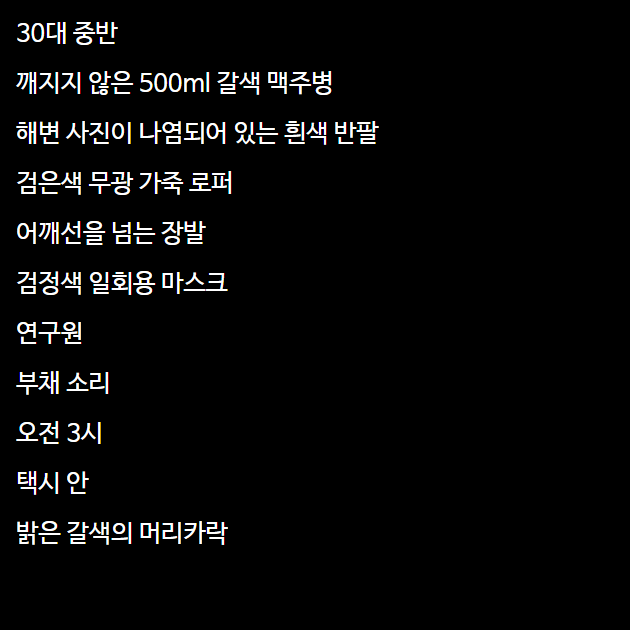 30대 중반
깨지지 않은 500ml 갈색 맥주병
해변 사진이 나염되어 있는 흰색 반팔
검은색 무광 가죽 로퍼
어깨선을 넘는 장발
검정색 일회용 마스크
연구원
부채 소리
오전 3시
택시 안
밝은 갈색의 머리카락